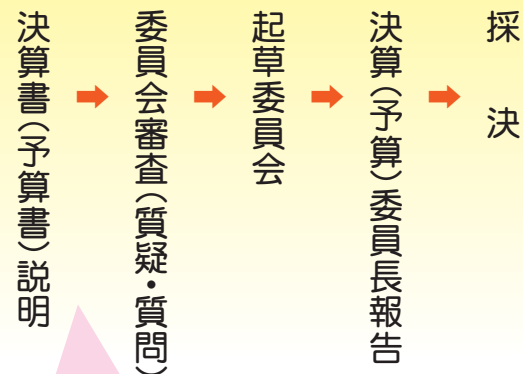 決算書(予算書)説明
➡
委員会審査(質疑・質問)
➡
起草委員会
➡
決算(予算)委員長報告
➡
採決